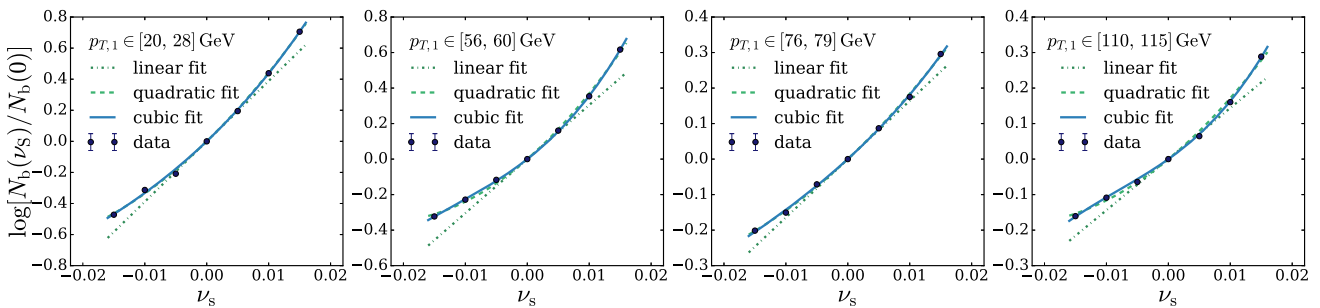 log[N_b(ν_S)/N_b(0)]
0.8
0.6
0.4
0.2
0.0
−0.2
−0.4
−0.6
−0.8
p_{T,1} ∈ [20, 28] GeV
linear fit
quadratic fit
cubic fit
data
−0.02 −0.01 0.00 0.01 0.02
ν_s
0.8
0.6
0.4
0.2
0.0
−0.2
−0.4
−0.6
p_{T,1} ∈ [56, 60] GeV
linear fit
quadratic fit
cubic fit
data
−0.02 −0.01 0.00 0.01 0.02
ν_s
0.4
0.3
0.2
0.1
0.0
−0.1
−0.2
−0.3
p_{T,1} ∈ [76, 79] GeV
linear fit
quadratic fit
cubic fit
data
−0.02 −0.01 0.00 0.01 0.02
ν_s
0.4
0.3
0.2
0.1
0.0
−0.1
−0.2
−0.3
p_{T,1} ∈ [110, 115] GeV
linear fit
quadratic fit
cubic fit
data
−0.02 −0.01 0.00 0.01 0.02
ν_s